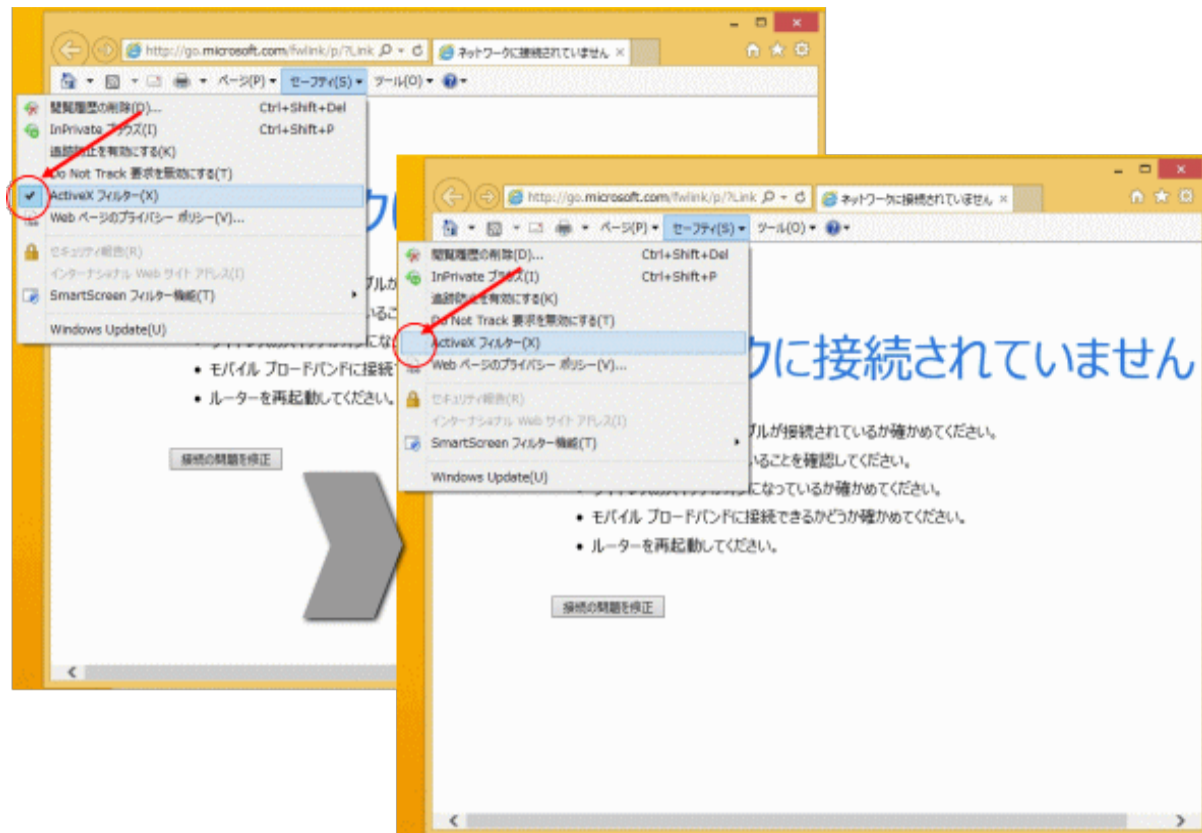 http://go.microsoft.com/fwlink/p/?Link
ネットワークに接続されていません
ページ(P)
セーフティ(S)
ツール(O)
閲覧履歴の削除(D)... Ctrl+Shift+Del
InPrivate ブラウズ(I) Ctrl+Shift+P
追跡防止を有効にする(K)
Do Not Track 要求を無効にする(T)
ActiveX フィルター(X)
Web ページのプライバシー ポリシー(V)...
セキュリティ報告(R)
インターナショナル Web サイト アドレス(I)
SmartScreen フィルター機能(T)
Windows Update(U)
• モバイル ブロードバンドに接続
• ルーターを再起動してください。
接続の問題を修正
http://go.microsoft.com/fwlink/p/?Link
ネットワークに接続されていません
ページ(P)
セーフティ(S)
ツール(O)
閲覧履歴の削除(D)... Ctrl+Shift+Del
InPrivate ブラウズ(I) Ctrl+Shift+P
追跡防止を有効にする(K)
Do Not Track 要求を無効にする(T)
ActiveX フィルター(X)
Web ページのプライバシー ポリシー(V)...
セキュリティ報告(R)
インターナショナル Web サイト アドレス(I)
SmartScreen フィルター機能(T)
Windows Update(U)
クに接続されていません
ブルが接続されているか確かめてください。
いることを確認してください。
になっているか確かめてください。
• モバイル ブロードバンドに接続できるかどうか確かめてください。
• ルーターを再起動してください。
接続の問題を修正